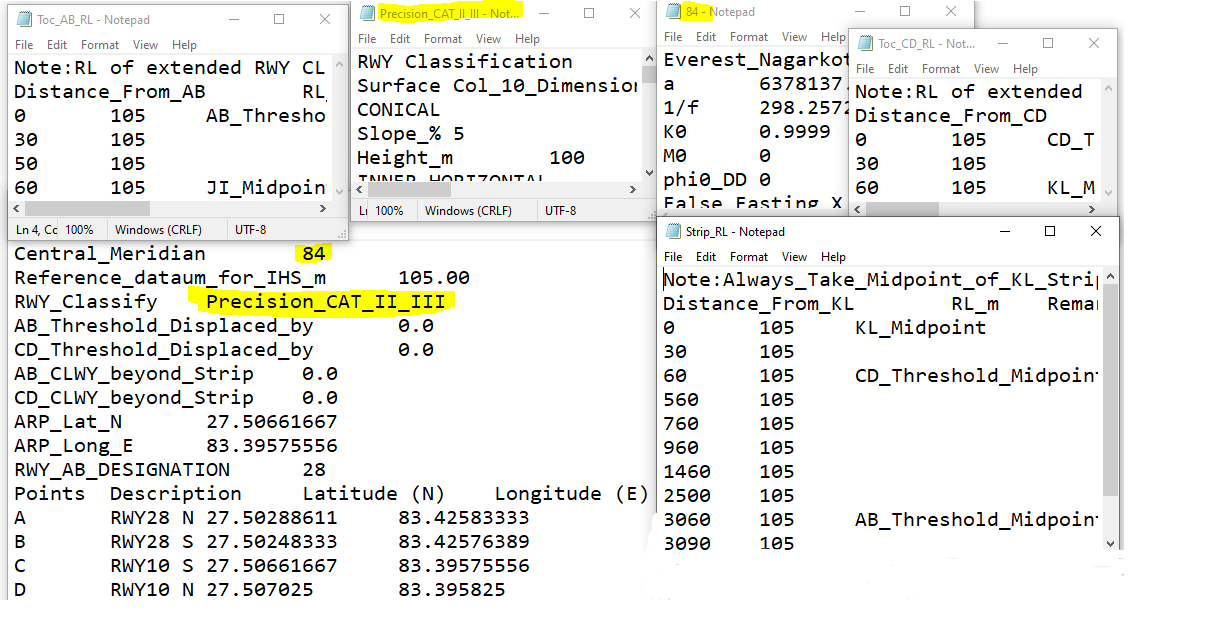 Toc_AB_RL - Notepad
File Edit Format View Help
Note:RL of extended RWY CL
Distance_From_AB RL
0 105 AB_Thresho
30 105
50 105
60 105 JI_Midpoin
Ln 4, Cc 100% Windows (CRLF) UTF-8
Precision_CAT_II_III - Not...
File Edit Format View Help
RWY Classification
Surface Col_10_Dimension
CONICAL
Slope_% 5
Height_m 100
INNER HORIZONTAL
Lr 100% Windows (CRLF) UTF-8
84 - Notepad
File Edit Format View Help
Everest_Nagarkot
a 6378137.
1/f 298.2572
K0 0.9999
M0 0
phi0_DD 0
False Easting X
Toc_CD_RL - Not...
File Edit Format View Help
Note:RL of extended
Distance_From_CD
0 105 CD_T
30 105
60 105 KL_M
Central_Meridian 84
Reference_dataum_for_IHS_m 105.00
RWY_Classify Precision_CAT_II_III
AB_Threshold_Displaced_by 0.0
CD_Threshold_Displaced_by 0.0
AB_CLWY_beyond_Strip 0.0
CD_CLWY_beyond_Strip 0.0
ARP_Lat_N 27.50661667
ARP_Long_E 83.39575556
RWY_AB_DESIGNATION 28
Points Description Latitude (N) Longitude (E)
A RWY28 N 27.50288611 83.42583333
B RWY28 S 27.50248333 83.42576389
C RWY10 S 27.50661667 83.39575556
D RWY10 N 27.507025 83.395825
Strip_RL - Notepad
File Edit Format View Help
Note:Always_Take_Midpoint_of_KL_Strip
Distance_From_KL RL_m Remar
0 105 KL_Midpoint
30 105
60 105 CD_Threshold_Midpoint
560 105
760 105
960 105
1460 105
2500 105
3060 105 AB_Threshold_Midpoint
3090 105